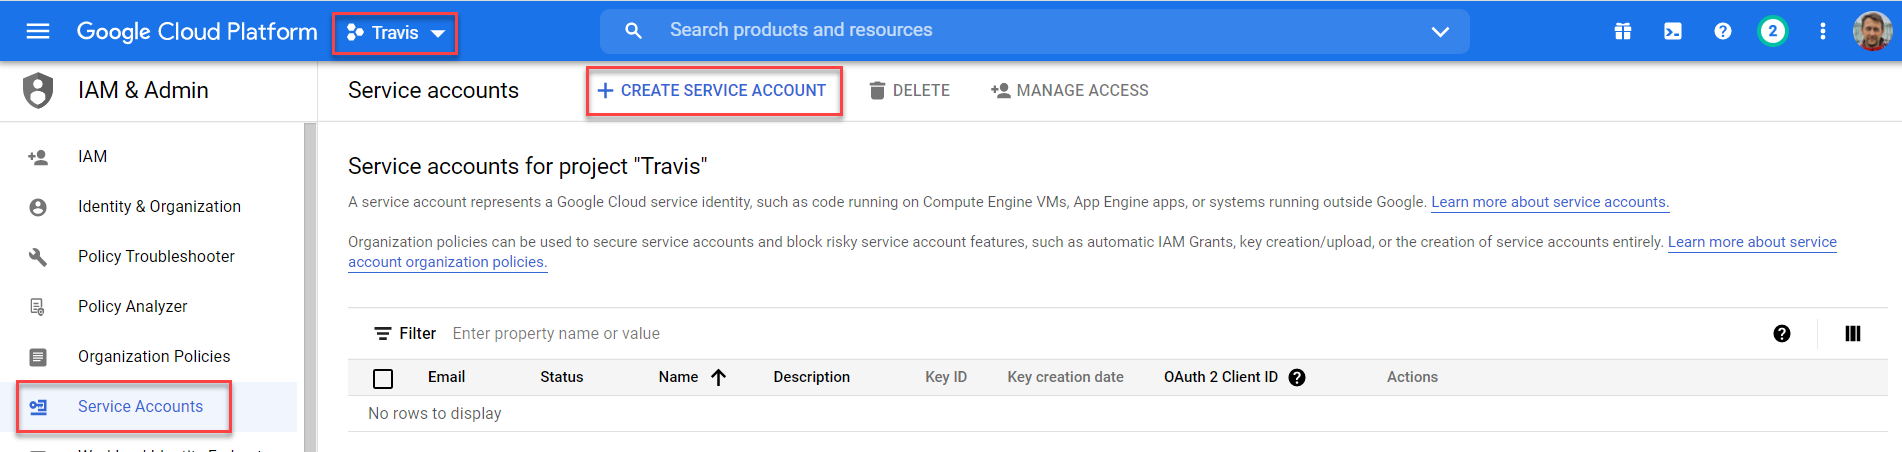 Google Cloud Platform
Travis
Search products and resources
2
IAM & Admin
Service accounts
CREATE SERVICE ACCOUNT
DELETE
MANAGE ACCESS
IAM
Identity & Organization
Policy Troubleshooter
Policy Analyzer
Organization Policies
Service Accounts
Service accounts for project "Travis"
A service account represents a Google Cloud service identity, such as code running on Compute Engine VMs, App Engine apps, or systems running outside Google. Learn more about service accounts.
Organization policies can be used to secure service accounts and block risky service account features, such as automatic IAM Grants, key creation/upload, or the creation of service accounts entirely. Learn more about service
account organization policies.
Filter Enter property name or value
Email Status Name Description Key ID Key creation date OAuth 2 Client ID Actions
No rows to display